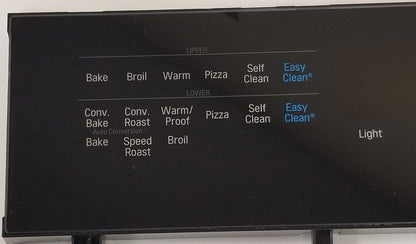 UPPER
Bake Broil Warm Pizza Self Clean Easy Clean®
LOWER
Conv. Bake Conv. Roast Warm/ Proof Pizza Self Clean Easy Clean®
Auto Conversion
Bake Speed Roast Broil
Light